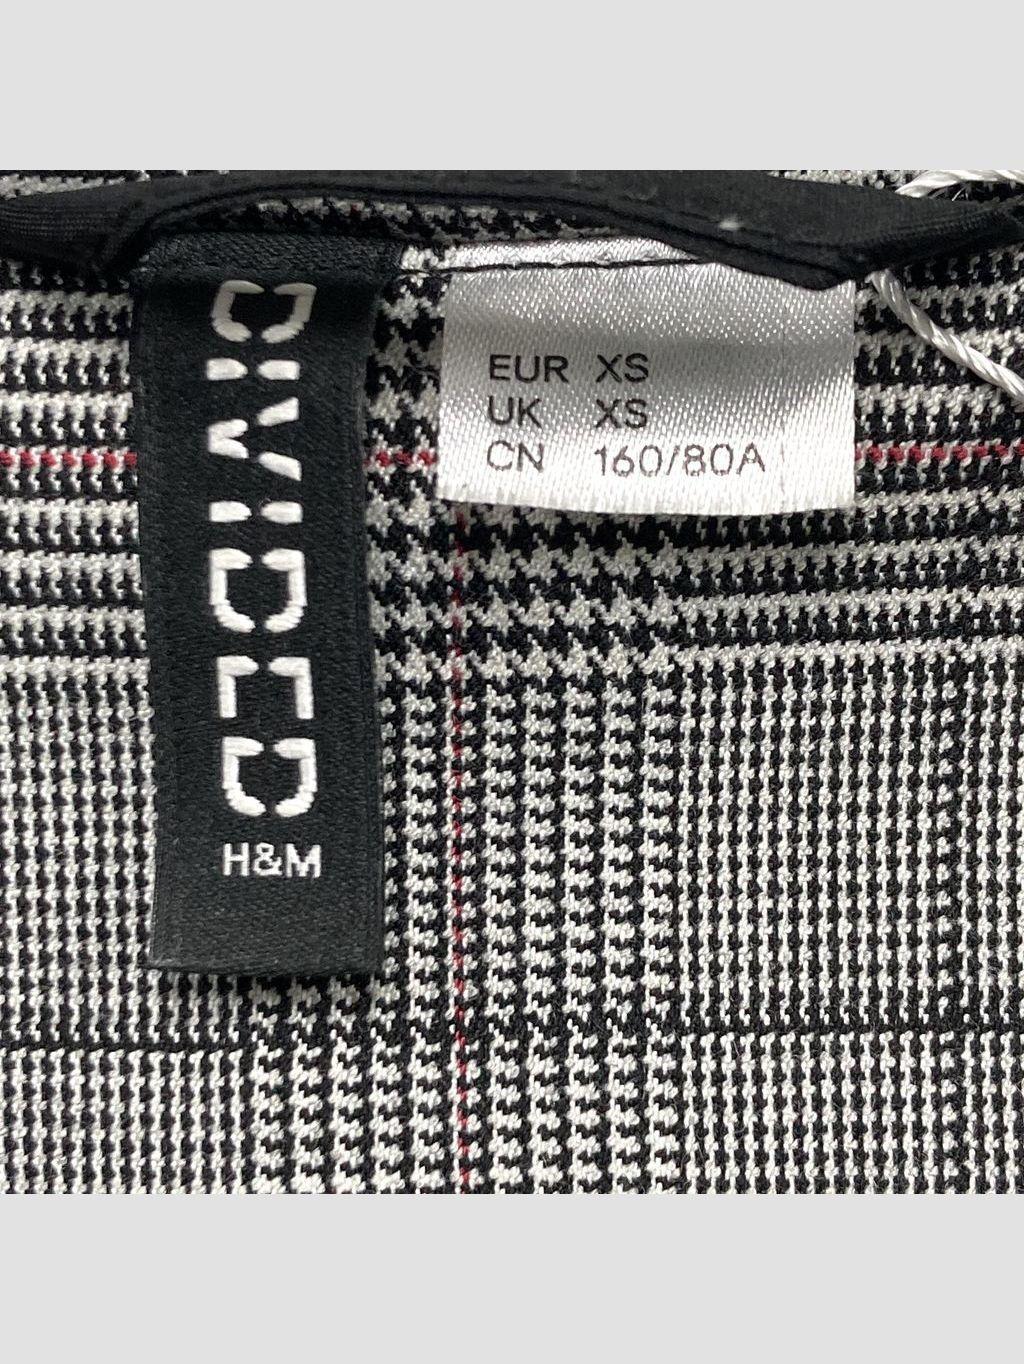 DIVIDED
H&M
EUR XS
UK XS
CN 160/80A